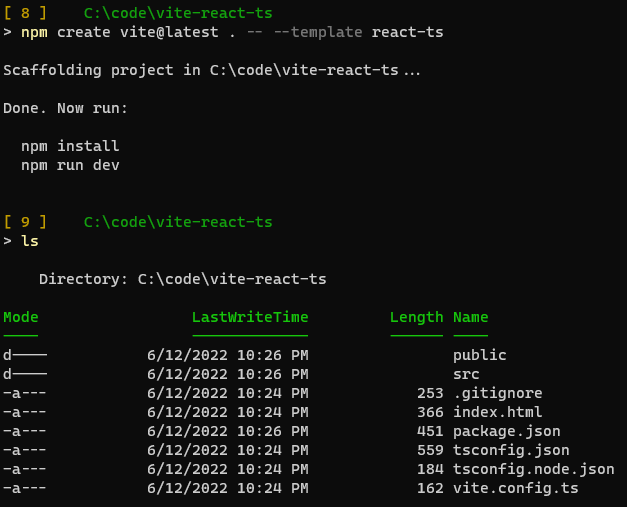 [ 8 ]    C:\code\vite-react-ts
> npm create vite@latest . -- --template react-ts
Scaffolding project in C:\code\vite-react-ts...
Done. Now run:
  npm install
  npm run dev
[ 9 ]    C:\code\vite-react-ts
> ls
    Directory: C:\code\vite-react-ts
Mode                 LastWriteTime         Length Name
----                 -------------         ------ ----
d----           6/12/2022 10:26 PM                public
d----           6/12/2022 10:26 PM                src
-a---           6/12/2022 10:24 PM            253 .gitignore
-a---           6/12/2022 10:24 PM            366 index.html
-a---           6/12/2022 10:26 PM            451 package.json
-a---           6/12/2022 10:24 PM            559 tsconfig.json
-a---           6/12/2022 10:24 PM            184 tsconfig.node.json
-a---           6/12/2022 10:24 PM            162 vite.config.ts